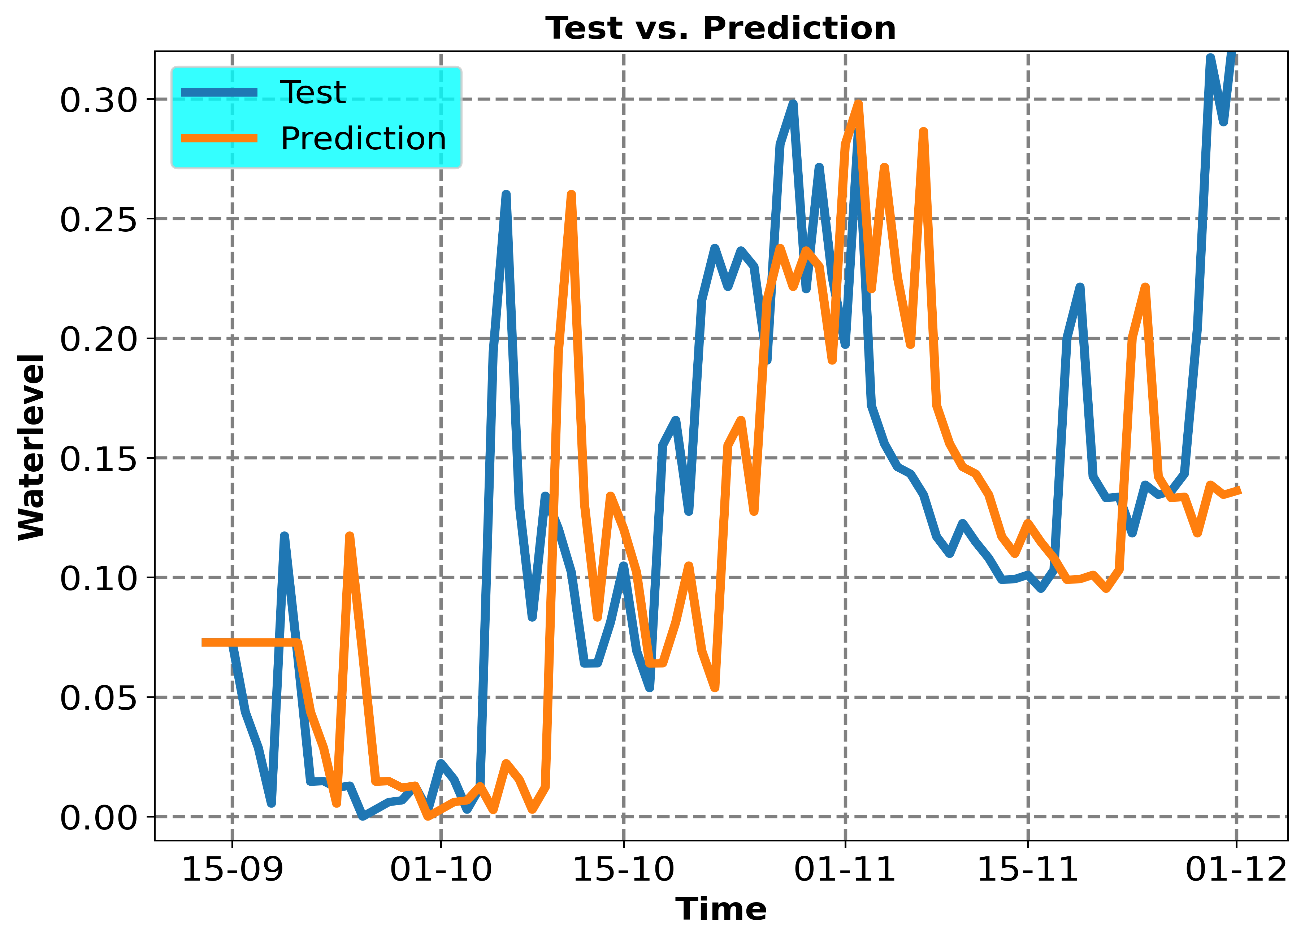 Test vs. Prediction
Test
Prediction
0.30
0.25
0.20
0.15
0.10
0.05
0.00
Waterlevel
15-09 01-10 15-10 01-11 15-11 01-12
Time